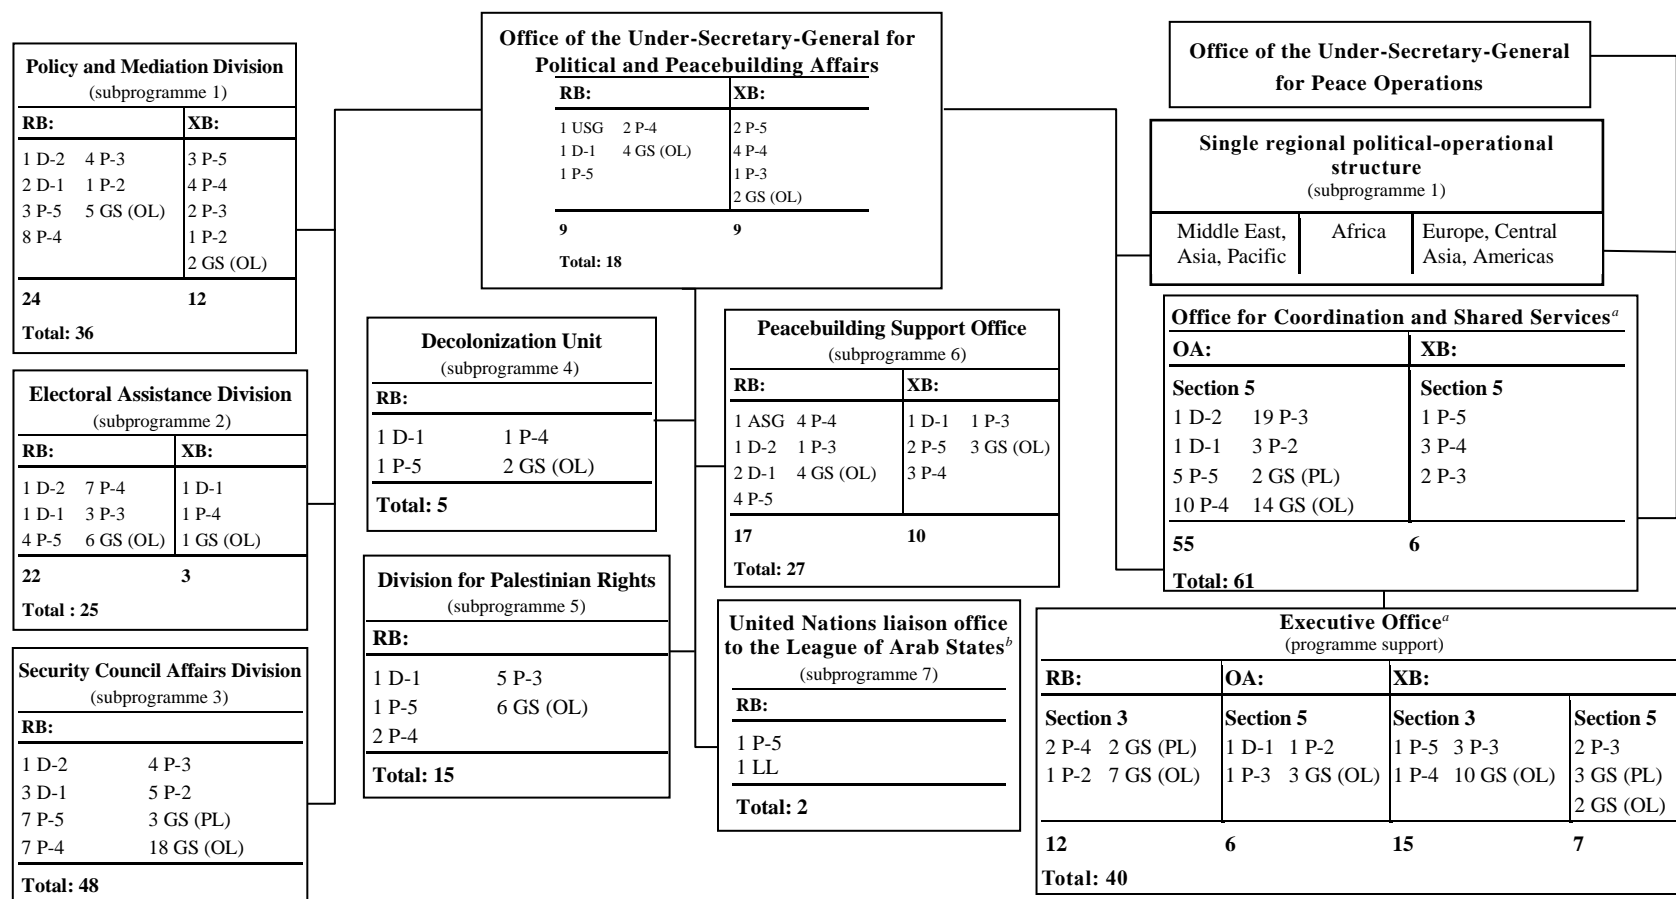 Office of the Under-Secretary-General for
Political and Peacebuilding Affairs
RB: XB:
1 USG 2 P-4 2 P-5
1 D-1 4 GS (OL) 4 P-4
1 P-5 1 P-3
2 GS (OL)
9 9
Total: 18
Office of the Under-Secretary-General
for Peace Operations
Policy and Mediation Division
(subprogramme 1)
RB: XB:
1 D-2 4 P-3 3 P-5
2 D-1 1 P-2 4 P-4
3 P-5 5 GS (OL) 2 P-3
8 P-4 1 P-2
2 GS (OL)
24 12
Total: 36
Single regional political-operational
structure
(subprogramme 1)
Middle East, Africa Europe, Central
Asia, Pacific Asia, Americas
Electoral Assistance Division
(subprogramme 2)
RB: XB:
1 D-2 7 P-4 1 D-1
1 D-1 3 P-3 1 P-4
4 P-5 6 GS (OL) 1 GS (OL)
22 3
Total : 25
Decolonization Unit
(subprogramme 4)
RB:
1 D-1 1 P-4
1 P-5 2 GS (OL)
Total: 5
Peacebuilding Support Office
(subprogramme 6)
RB: XB:
1 ASG 4 P-4 1 D-1 1 P-3
1 D-2 1 P-3 2 P-5 3 GS (OL)
2 D-1 4 GS (OL) 3 P-4
4 P-5
17 10
Total: 27
Office for Coordination and Shared Services a
OA: XB:
Section 5 Section 5
1 D-2 19 P-3 1 P-5
1 D-1 3 P-2 3 P-4
5 P-5 2 GS (PL) 2 P-3
10 P-4 14 GS (OL)
55 6
Total: 61
Security Council Affairs Division
(subprogramme 3)
RB:
1 D-2 4 P-3
3 D-1 5 P-2
7 P-5 3 GS (PL)
7 P-4 18 GS (OL)
Total: 48
Division for Palestinian Rights
(subprogramme 5)
RB:
1 D-1 5 P-3
1 P-5 6 GS (OL)
2 P-4
Total: 15
United Nations liaison office
to the League of Arab States b
(subprogramme 7)
RB:
1 P-5
1 LL
Total: 2
Executive Office a
(programme support)
RB: OA: XB:
Section 3 Section 5 Section 3 Section 5
2 P-4 2 GS (PL) 1 D-1 1 P-2 1 P-5 3 P-3 2 P-3
1 P-2 7 GS (OL) 1 P-3 3 GS (OL) 1 P-4 10 GS (OL) 3 GS (PL)
2 GS (OL)
12 6 15 7
Total: 40